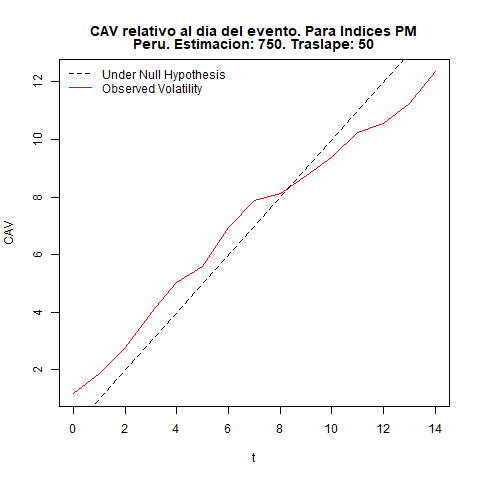 CAV relativo al dia del evento. Para Indices PM
Peru. Estimacion: 750. Traslape: 50
Under Null Hypothesis
Observed Volatility
12
10
8
6
4
2
CAV
0 2 4 6 8 10 12 14
t